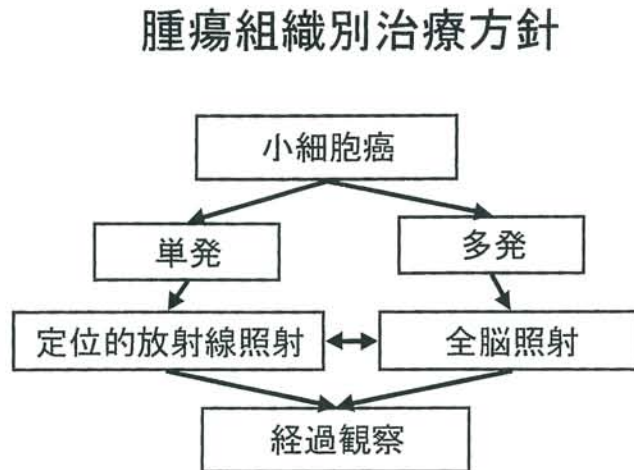 腫瘍組織別治療方針
小細胞癌
単発
多発
定位的放射線照射
全脳照射
経過観察